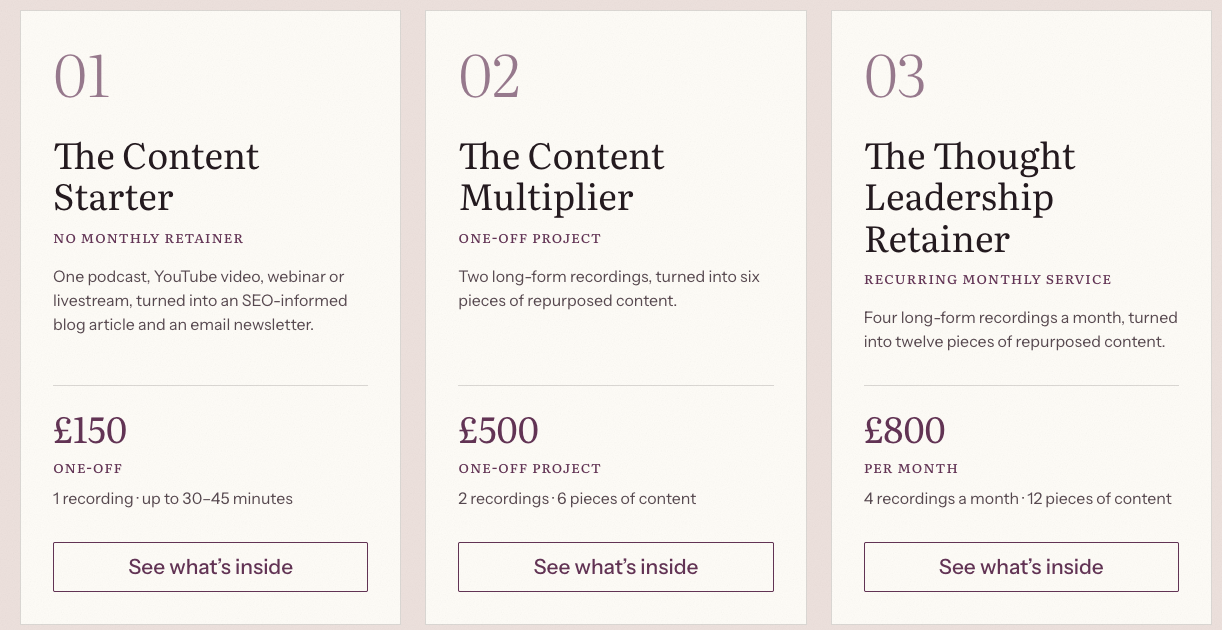 01
The Content
Starter
NO MONTHLY RETAINER
One podcast, YouTube video, webinar or
livestream, turned into an SEO-informed
blog article and an email newsletter.
£150
ONE-OFF
1 recording · up to 30–45 minutes
See what’s inside
02
The Content
Multiplier
ONE-OFF PROJECT
Two long-form recordings, turned into six
pieces of repurposed content.
£500
ONE-OFF PROJECT
2 recordings · 6 pieces of content
See what’s inside
03
The Thought
Leadership
Retainer
RECURRING MONTHLY SERVICE
Four long-form recordings a month, turned
into twelve pieces of repurposed content.
£800
PER MONTH
4 recordings a month · 12 pieces of content
See what’s inside